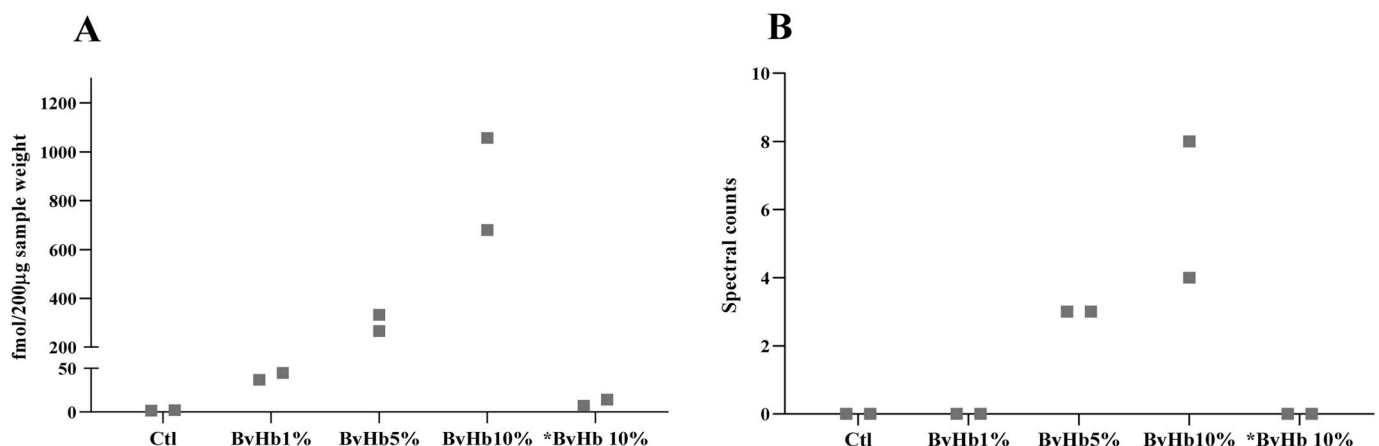 A
fmol/200µg sample weight
1200
1000
800
600
400
200
50
0
Ctl BvHb1% BvHb5% BvHb10% *BvHb 10%
B
Spectral counts
10
8
6
4
2
0
Ctl BvHb1% BvHb5% BvHb10% *BvHb 10%